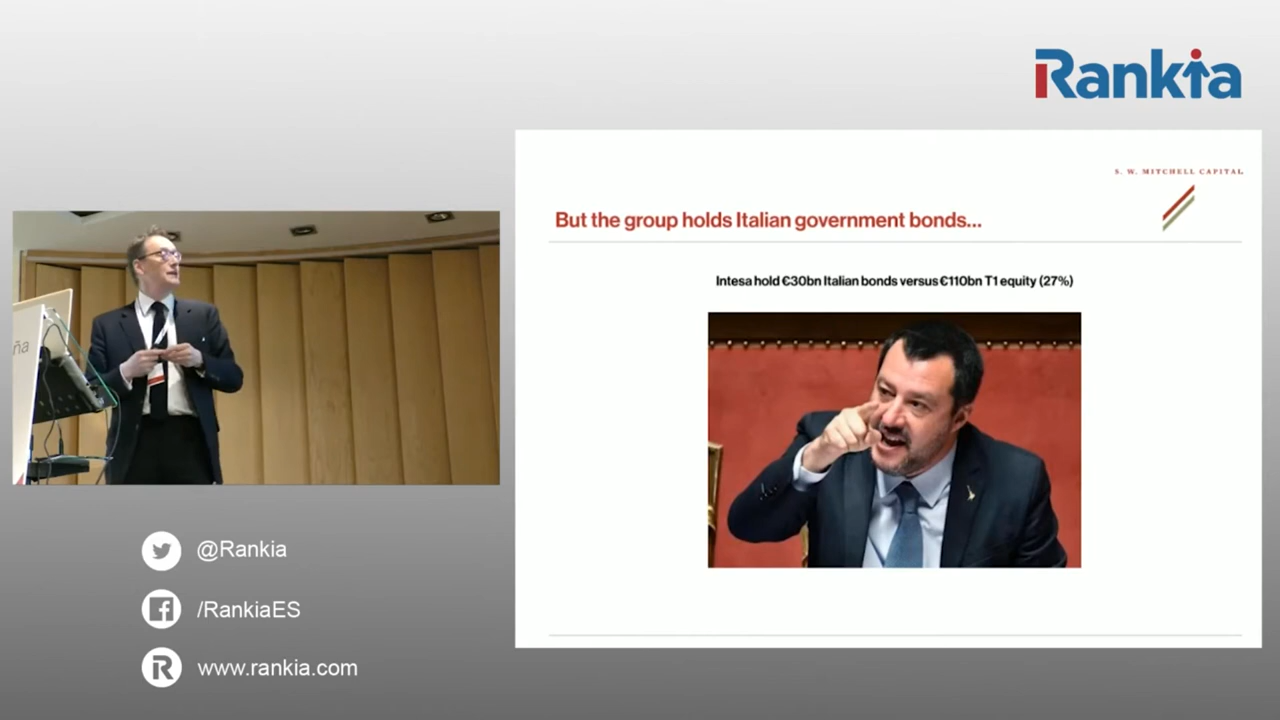 Rankia
S. W. MITCHELL CAPITAL
But the group holds Italian government bonds...
Intesa hold €30bn Italian bonds versus €110bn T1 equity (27%)
ña
@Rankia
/RankiaES
www.rankia.com